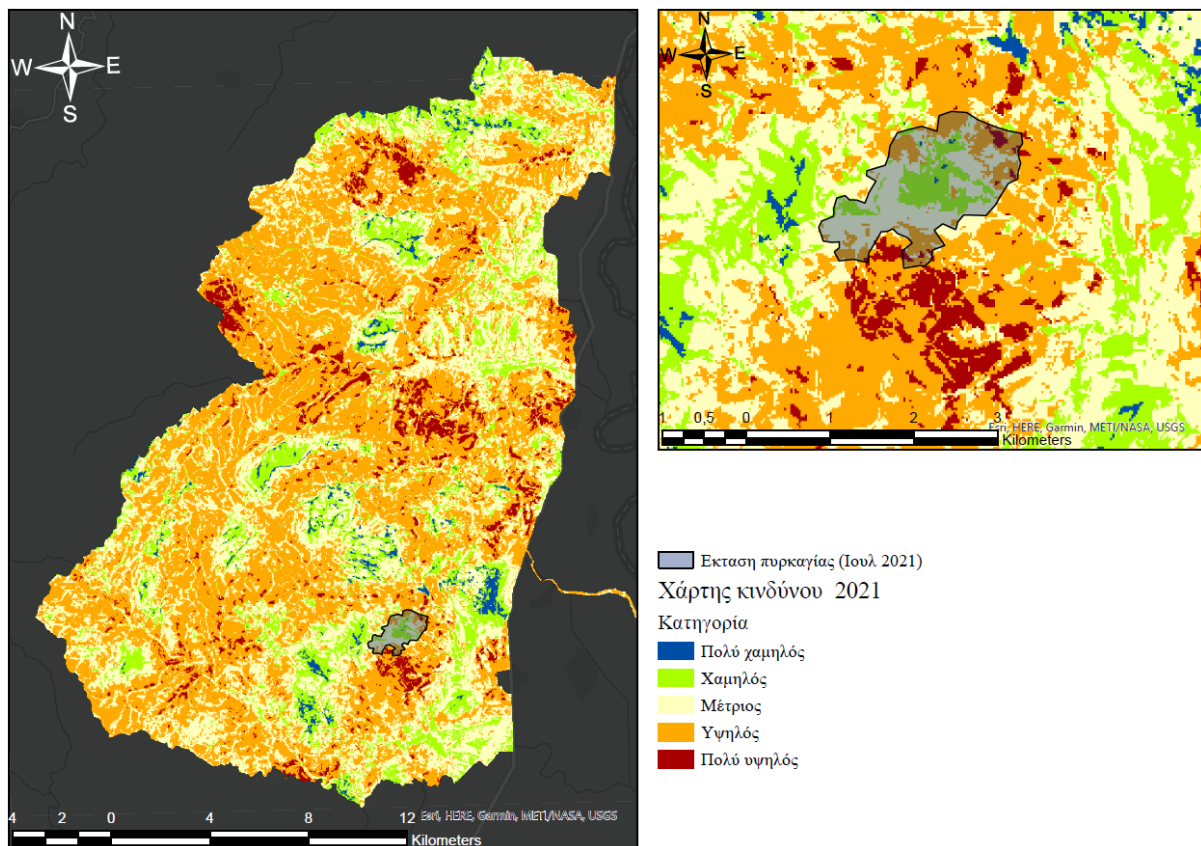 N
W E
S
4 2 0 4 8 12
Kilometers
Esri, HERE, Garmin, METI/NASA, USGS
N
W E
S
1 0,5 0 1 2 3
Kilometers
Esri, HERE, Garmin, METI/NASA, USGS
Εκταση πυρκαγίας (Ιουλ 2021)
Χάρτης κινδύνου 2021
Κατηγορία
Πολύ χαμηλός
Χαμηλός
Μέτριος
Υψηλός
Πολύ υψηλός